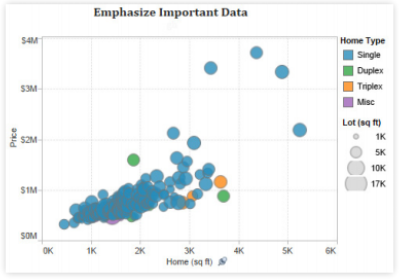 Emphasize Important Data
Home Type
Single
Duplex
Triplex
Misc
Lot (sq ft)
1K
5K
10K
17K
Price
$4M
$3M
$2M
$1M
$0M
0K 1K 2K 3K 4K 5K 6K
Home (sq ft)